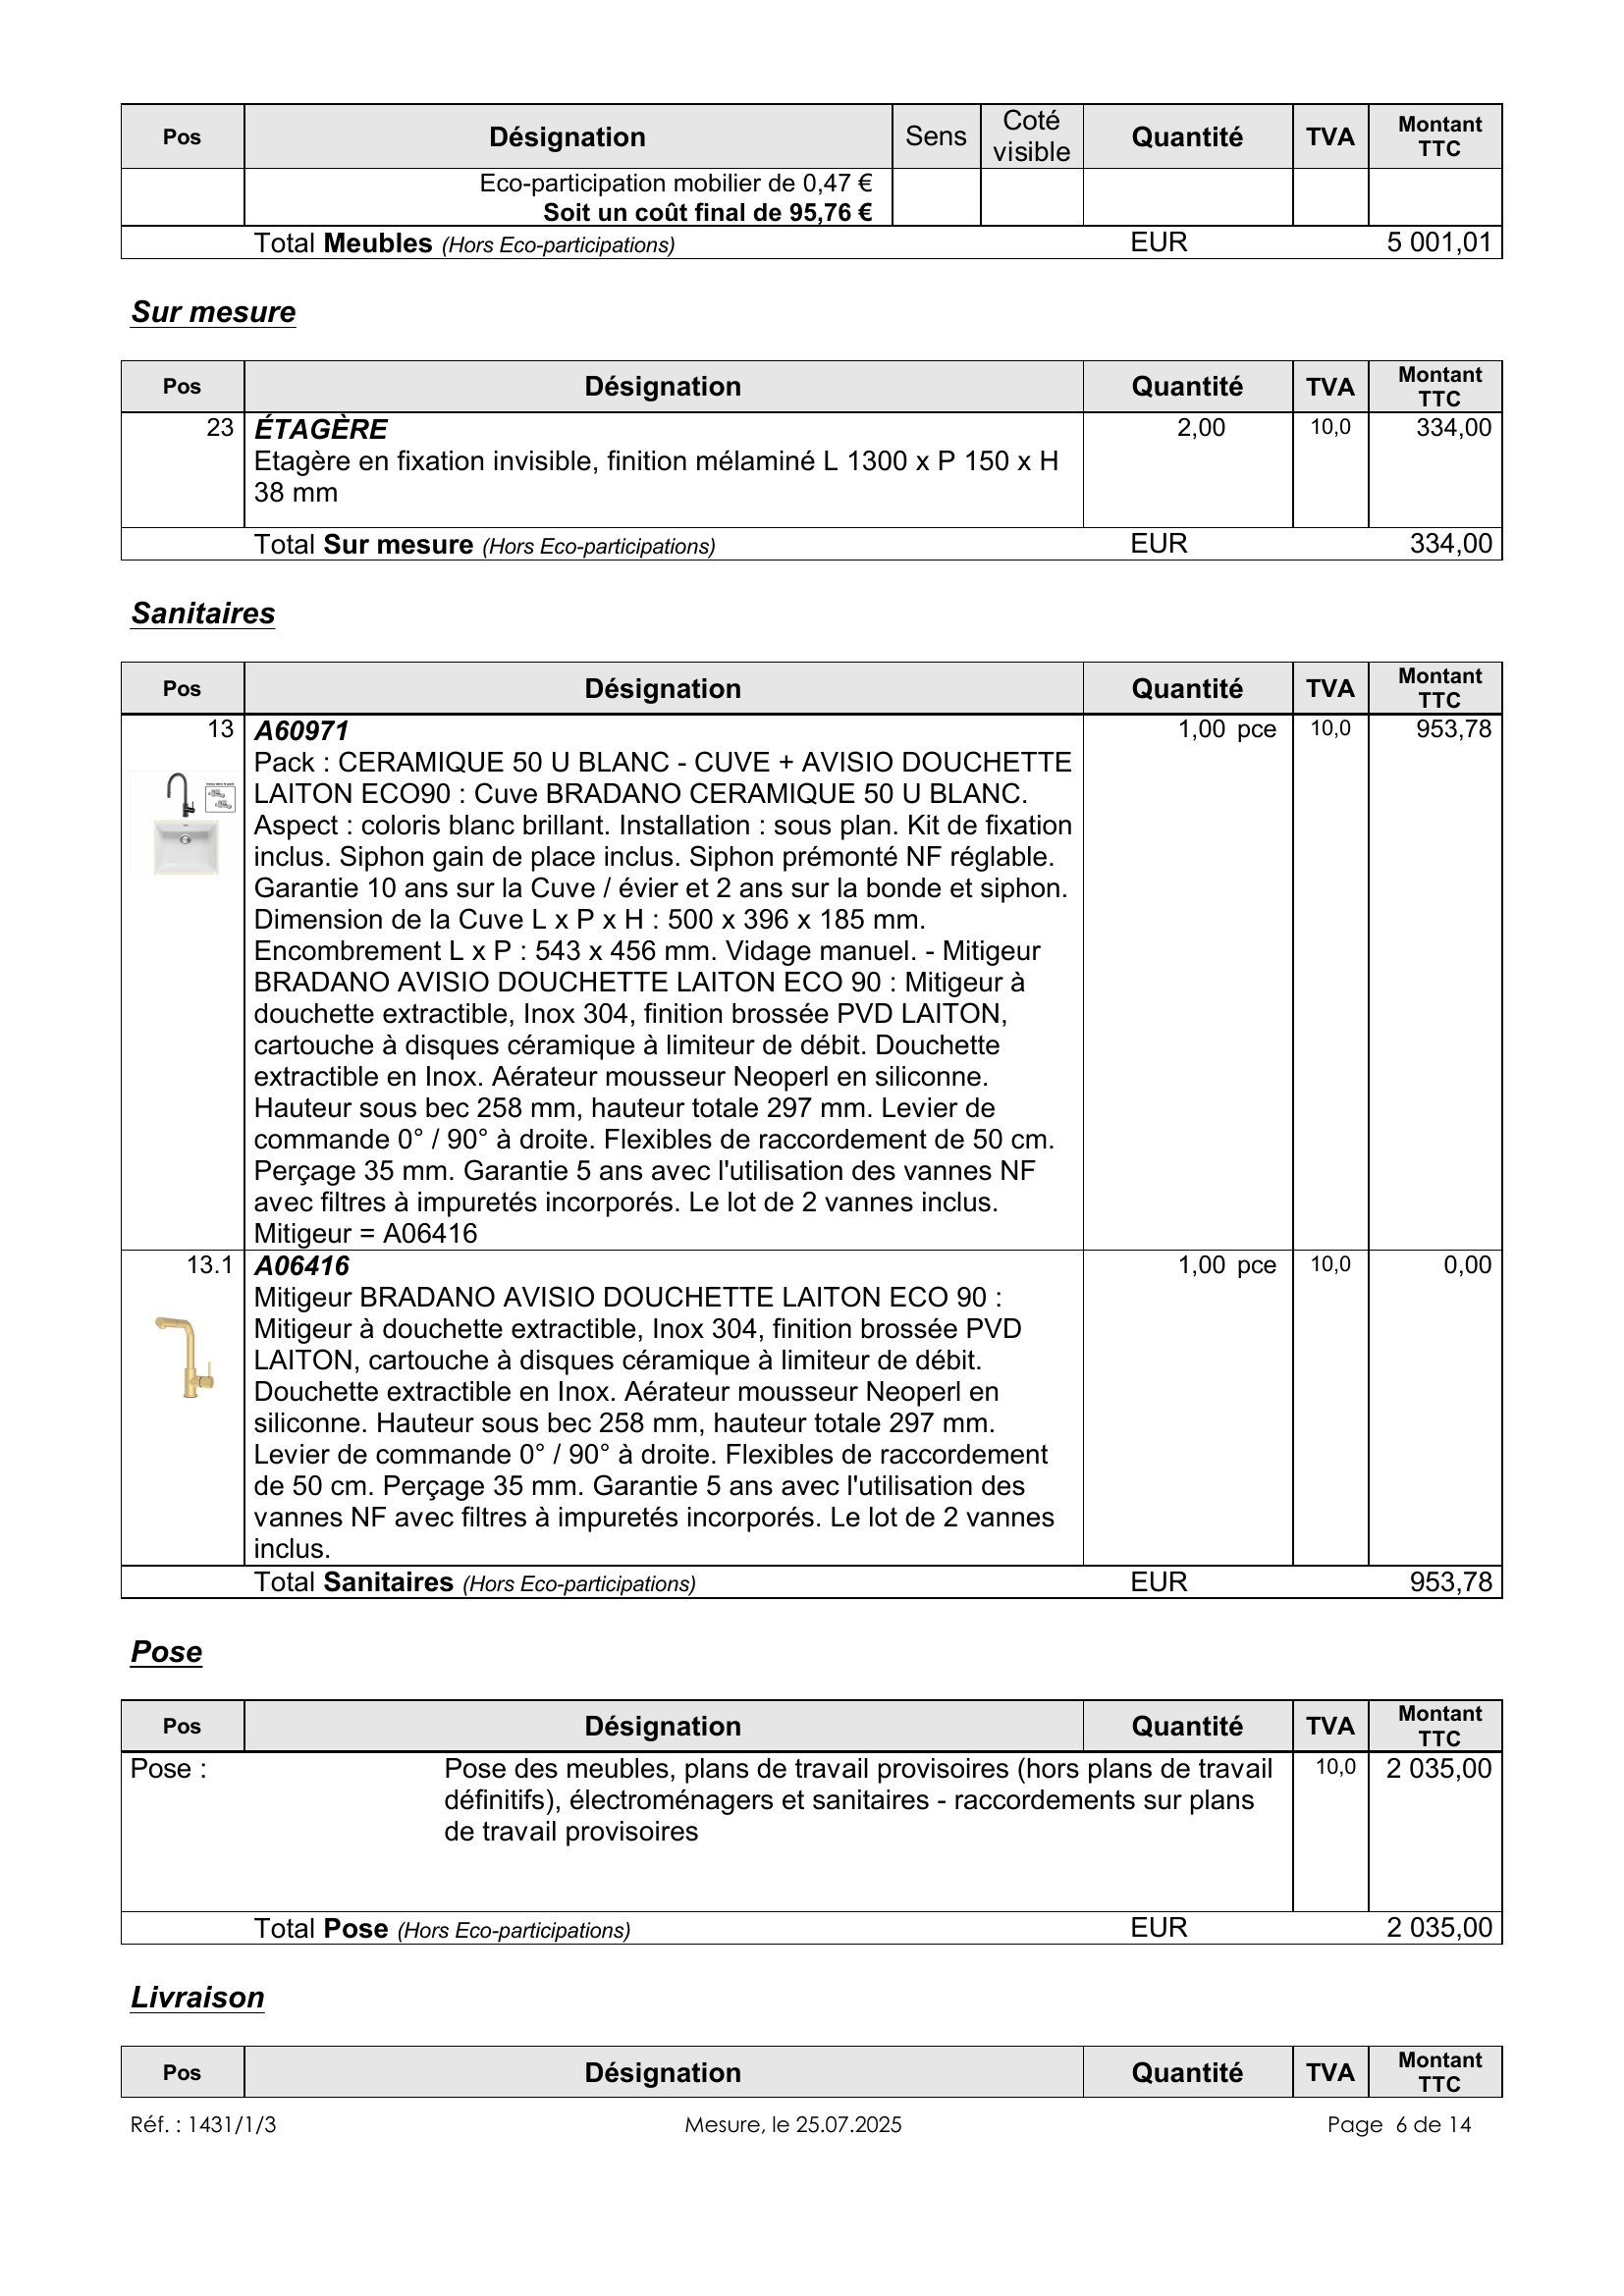 Pos Désignation Sens Coté visible Quantité TVA Montant TTC
Eco-participation mobilier de 0,47 €
Soit un coût final de 95,76 €
Total Meubles (Hors Eco-participations) EUR 5 001,01
Sur mesure
Pos Désignation Quantité TVA Montant TTC
23 ÉTAGÈRE 2,00 10,0 334,00
Etagère en fixation invisible, finition mélaminé L 1300 x P 150 x H
38 mm
Total Sur mesure (Hors Eco-participations) EUR 334,00
Sanitaires
Pos Désignation Quantité TVA Montant TTC
13 A60971 1,00 pce 10,0 953,78
Pack : CERAMIQUE 50 U BLANC - CUVE + AVISIO DOUCHETTE
LAITON ECO90 : Cuve BRADANO CERAMIQUE 50 U BLANC.
Aspect : coloris blanc brillant. Installation : sous plan. Kit de fixation
inclus. Siphon gain de place inclus. Siphon prémonté NF réglable.
Garantie 10 ans sur la Cuve / évier et 2 ans sur la bonde et siphon.
Dimension de la Cuve L x P x H : 500 x 396 x 185 mm.
Encombrement L x P : 543 x 456 mm. Vidage manuel. - Mitigeur
BRADANO AVISIO DOUCHETTE LAITON ECO 90 : Mitigeur à
douchette extractible, Inox 304, finition brossée PVD LAITON,
cartouche à disques céramique à limiteur de débit. Douchette
extractible en Inox. Aérateur mousseur Neoperl en siliconne.
Hauteur sous bec 258 mm, hauteur totale 297 mm. Levier de
commande 0° / 90° à droite. Flexibles de raccordement de 50 cm.
Perçage 35 mm. Garantie 5 ans avec l'utilisation des vannes NF
avec filtres à impuretés incorporés. Le lot de 2 vannes inclus.
Mitigeur = A06416
13.1 A06416 1,00 pce 10,0 0,00
Mitigeur BRADANO AVISIO DOUCHETTE LAITON ECO 90 :
Mitigeur à douchette extractible, Inox 304, finition brossée PVD
LAITON, cartouche à disques céramique à limiteur de débit.
Douchette extractible en Inox. Aérateur mousseur Neoperl en
siliconne. Hauteur sous bec 258 mm, hauteur totale 297 mm.
Levier de commande 0° / 90° à droite. Flexibles de raccordement
de 50 cm. Perçage 35 mm. Garantie 5 ans avec l'utilisation des
vannes NF avec filtres à impuretés incorporés. Le lot de 2 vannes
inclus.
Total Sanitaires (Hors Eco-participations) EUR 953,78
Pose
Pos Désignation Quantité TVA Montant TTC
Pose : Pose des meubles, plans de travail provisoires (hors plans de travail 10,0 2 035,00
définitifs), électroménagers et sanitaires - raccordements sur plans
de travail provisoires
Total Pose (Hors Eco-participations) EUR 2 035,00
Livraison
Pos Désignation Quantité TVA Montant TTC
Réf. : 1431/1/3 Mesure, le 25.07.2025 Page 6 de 14